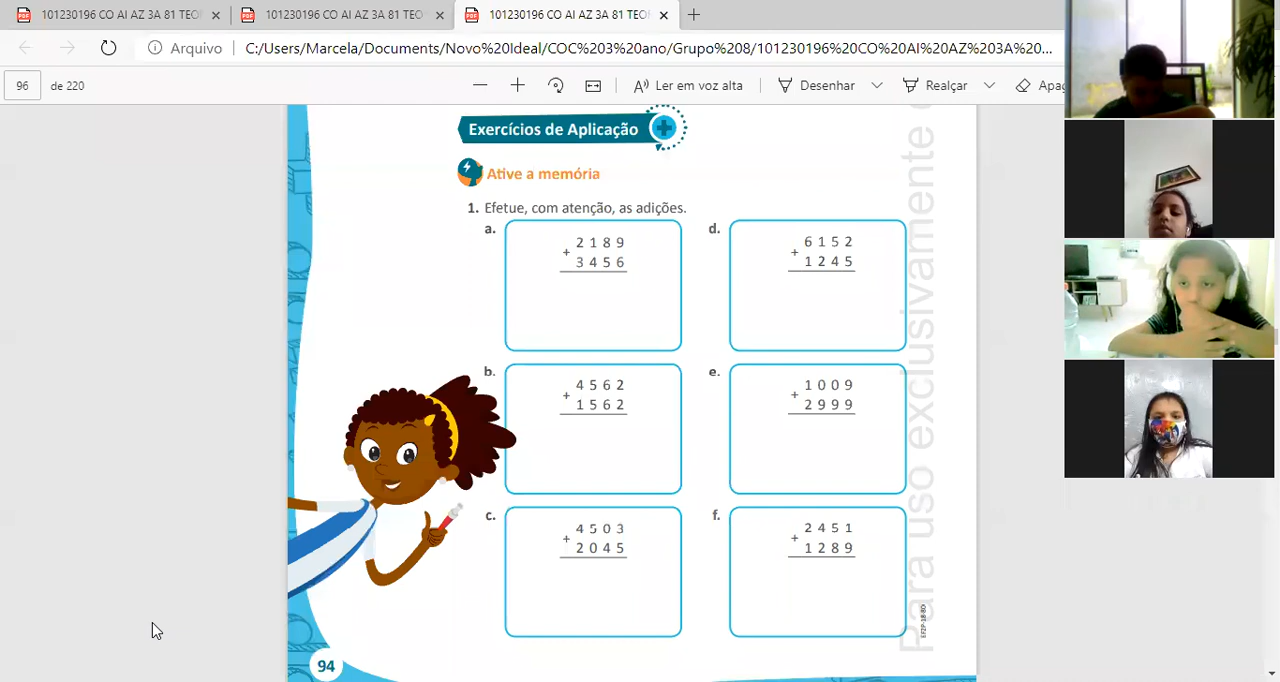 101230196 CO AI AZ 3A 81 TEO
101230196 CO AI AZ 3A 81 TEO
101230196 CO AI AZ 3A 81 TEO
Arquivo
C:/Users/Marcela/Documents/Novo%20Ideal/COC%203%20ano/Grupo%208/101230196%20CO%20AI%20AZ%203A%20...
96 de 220
Ler em voz alta
Desenhar
Realçar
Apag
Exercícios de Aplicação
Ative a memória
1. Efetue, com atenção, as adições.
a.
2 1 8 9
+
3 4 5 6
b.
4 5 6 2
+
1 5 6 2
c.
4 5 0 3
+
2 0 4 5
d.
6 1 5 2
+
1 2 4 5
e.
1 0 0 9
+
2 9 9 9
f.
2 4 5 1
+
1 2 8 9
Para uso exclusivamente
EF2P-18-80
94